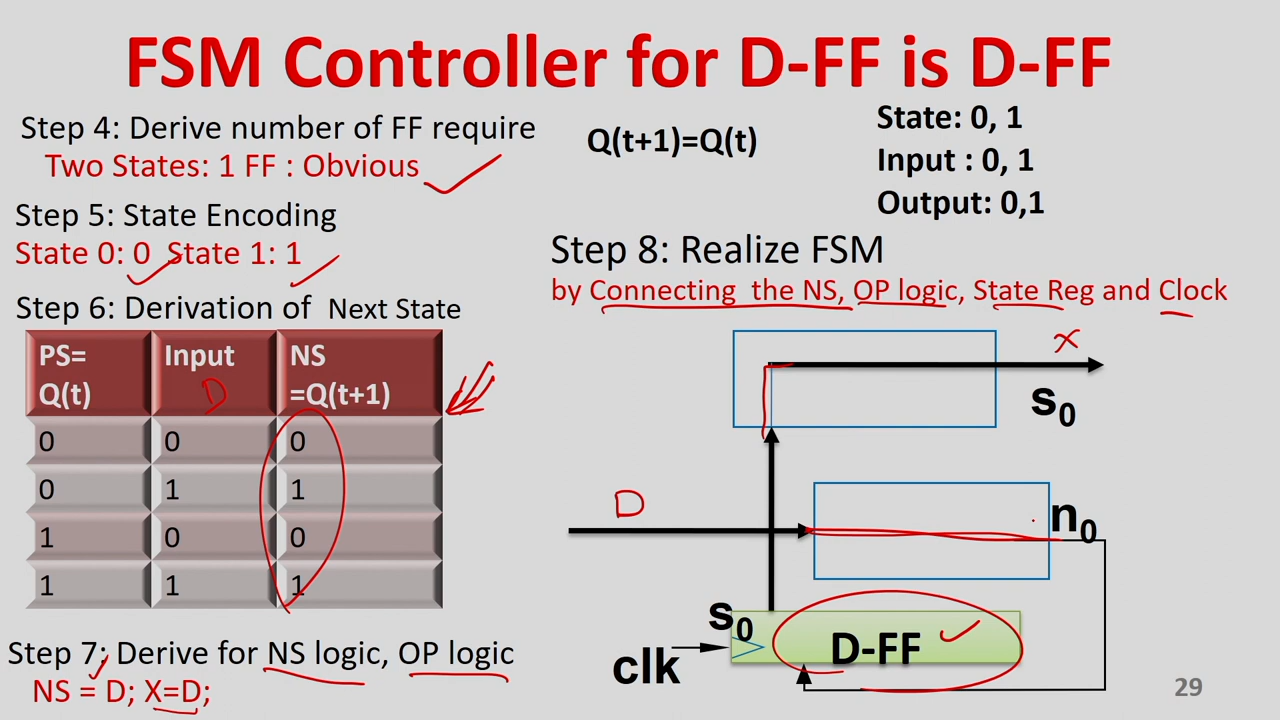 FSM Controller for D-FF is D-FF
Step 4: Derive number of FF require
Two States: 1 FF : Obvious
Q(t+1)=Q(t)
State: 0, 1
Input : 0, 1
Output: 0,1
Step 5: State Encoding
State 0: 0 State 1: 1
Step 6: Derivation of Next State
PS= Input NS
Q(t) D =Q(t+1)
0 0 0
0 1 1
1 0 0
1 1 1
Step 7: Derive for NS logic, OP logic
NS = D; X=D;
Step 8: Realize FSM
by Connecting the NS, OP logic, State Reg and Clock
X
s0
D
n0
s0
D-FF
clk
29